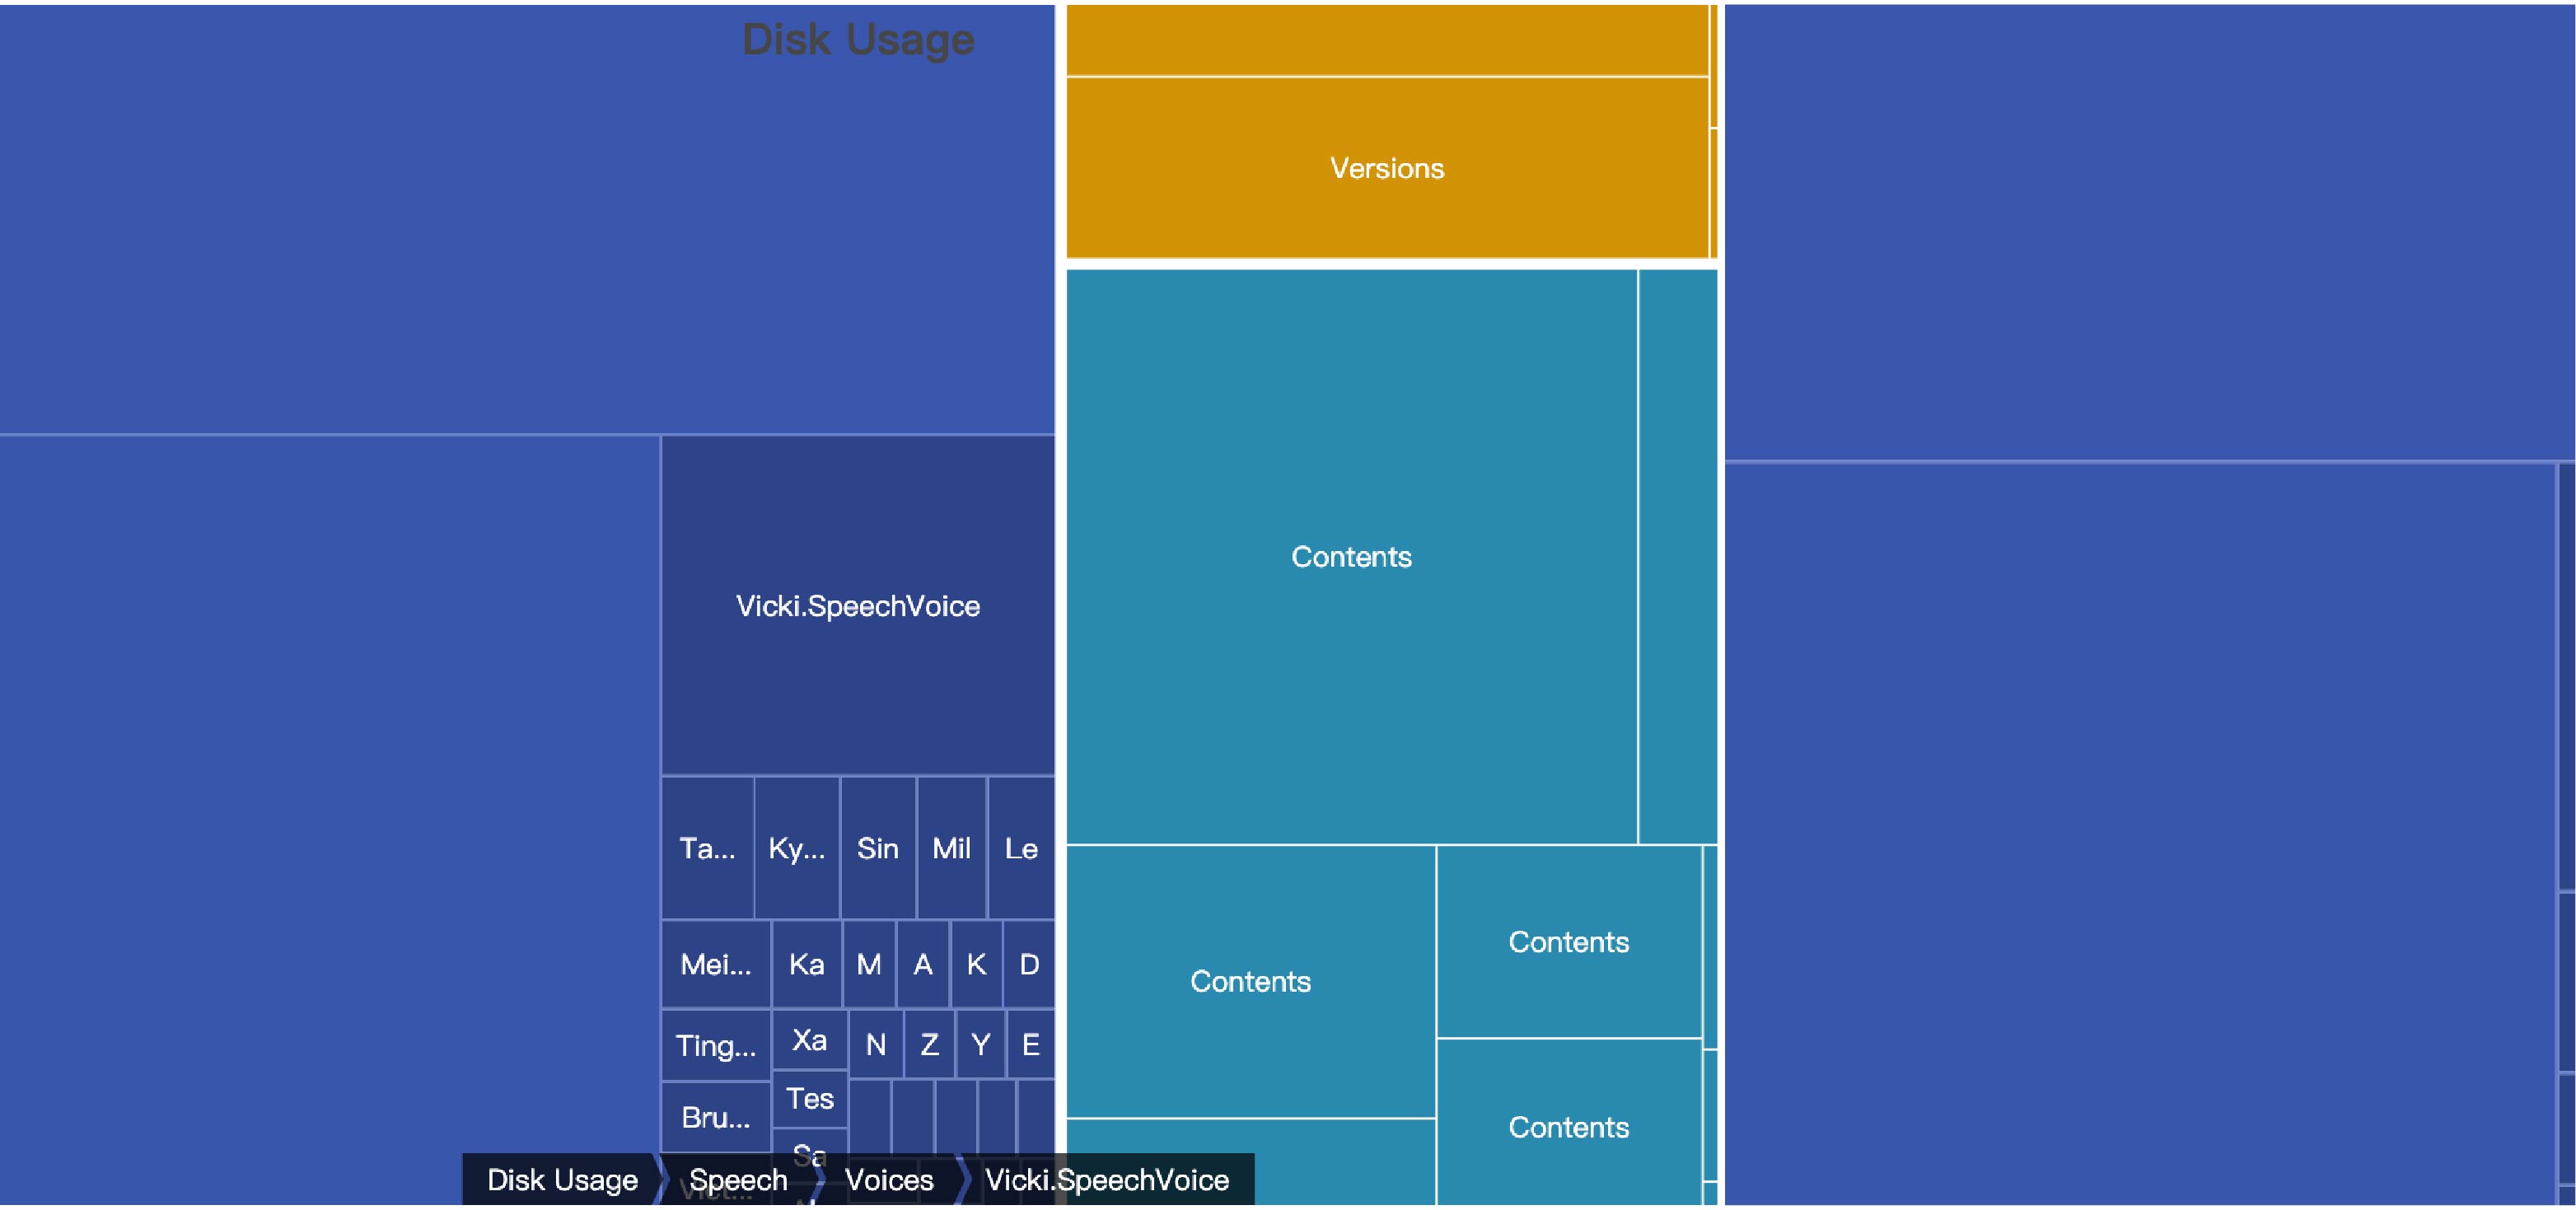 Disk Usage
Versions
Contents
Vicki.SpeechVoice
Ta... Ky... Sin Mil Le
Mei... Ka M A K D
Contents
Contents
Ting... Xa N Z Y E
Tes
Bru...
Contents
Sa
Disk Usage Speech Voices Vicki.SpeechVoice